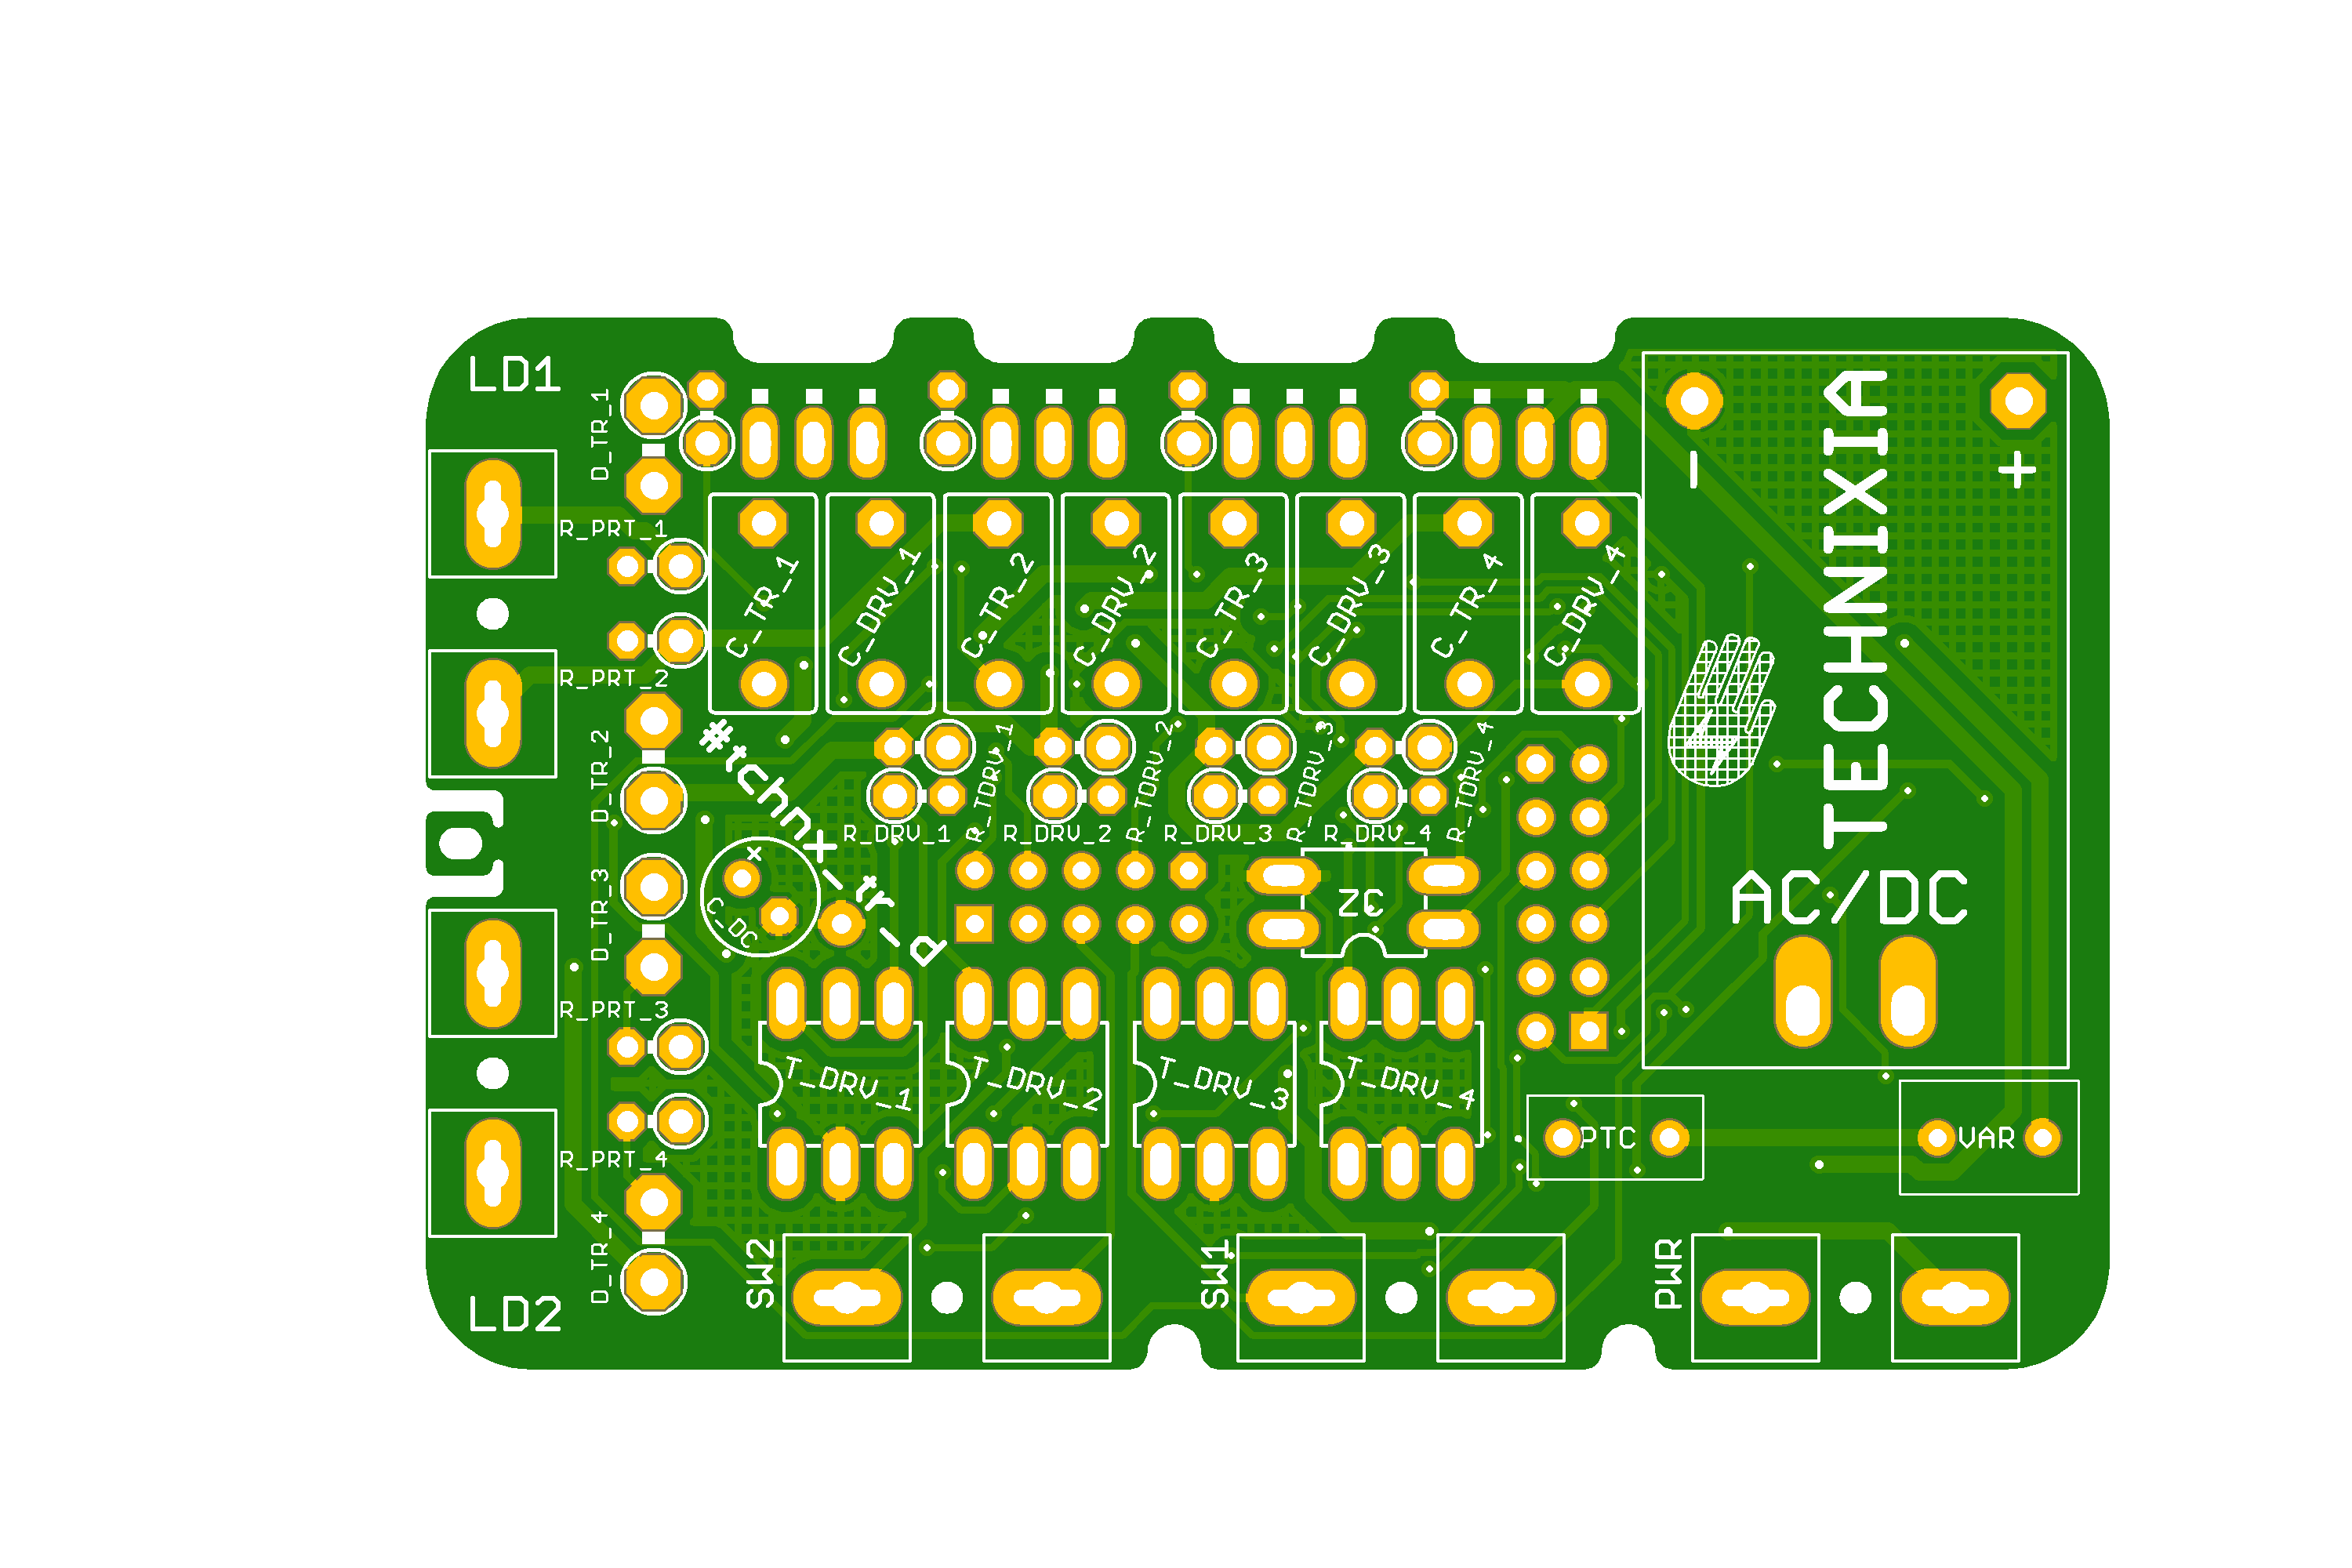 LD1
D_TR_1
R_PRT_1
R_PRT_2
D_TR_2
D_TR_3
R_PRT_3
R_PRT_4
D_TR_4
LD2
C_TR_1
C_DRV_1
C_TR_2
C_DRV_2
C_TR_3
C_DRV_3
C_TR_4
C_DRV_4
R_TDRV_1
R_TDRV_2
R_TDRV_3
R_TDRV_4
R_DRV_1
R_DRV_2
R_DRV_3
R_DRV_4
+
C_DC
ZC
T_DRV_1
T_DRV_2
T_DRV_3
T_DRV_4
SW2
SW1
PWR
- +
TECHNIXIA
AC/DC
PTC
VAR